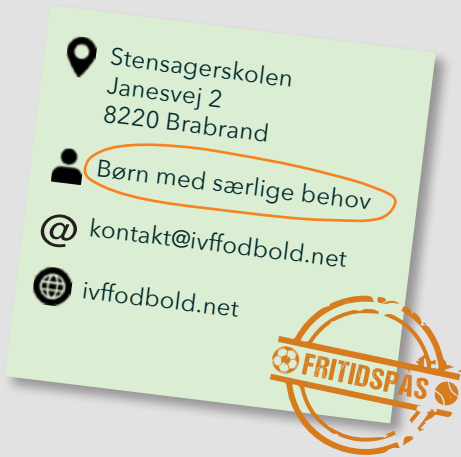 Stensagerskolen
Janesvej 2
8220 Brabrand
Børn med særlige behov
@ kontakt@ivffodbold.net
ivffodbold.net
FRITIDSPAS